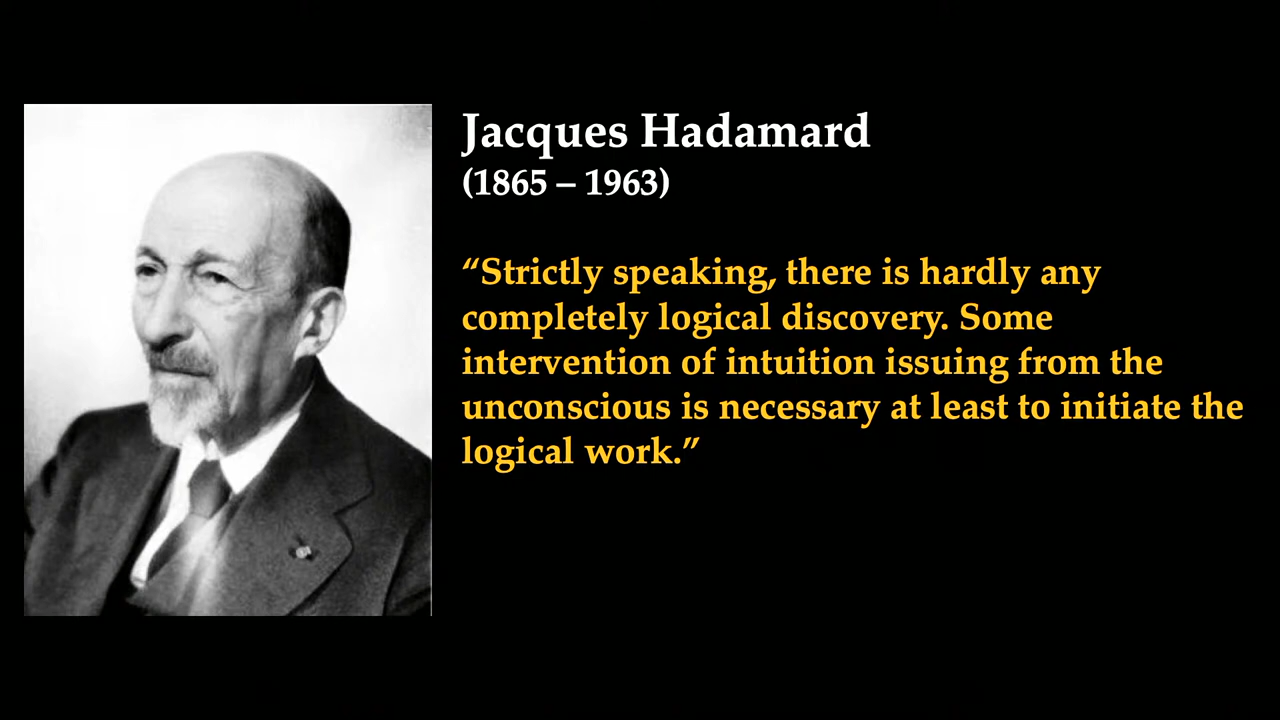 Jacques Hadamard
(1865 – 1963)
“Strictly speaking, there is hardly any
completely logical discovery. Some
intervention of intuition issuing from the
unconscious is necessary at least to initiate the
logical work.”